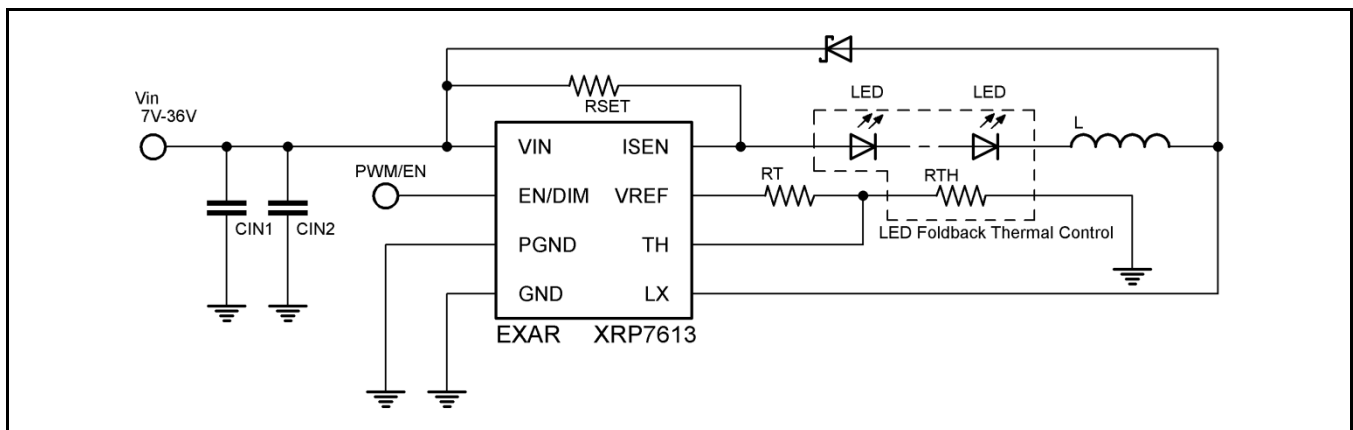 Vin
7V-36V
RSET
LED
LED
L
VIN
ISEN
PWM/EN
EN/DIM
VREF
RT
RTH
CIN1
CIN2
PGND
TH
LED Foldback Thermal Control
GND
LX
EXAR
XRP7613